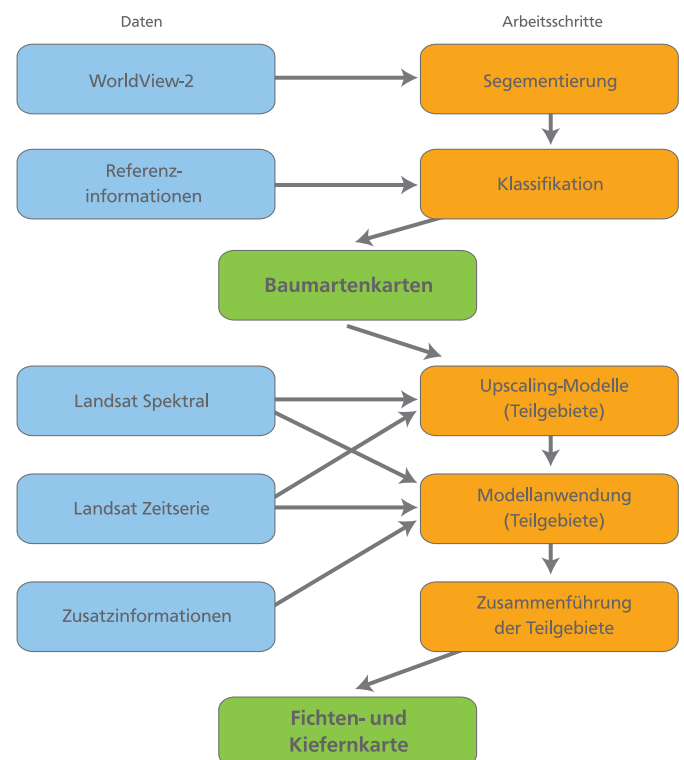 Daten
Arbeitsschritte
WorldView-2
Segementierung
Referenz-
informationen
Klassifikation
Baumartenkarten
Landsat Spektral
Upscaling-Modelle
(Teilgebiete)
Landsat Zeitserie
Modellanwendung
(Teilgebiete)
Zusatzinformationen
Zusammenführung
der Teilgebiete
Fichten- und
Kiefernkarte